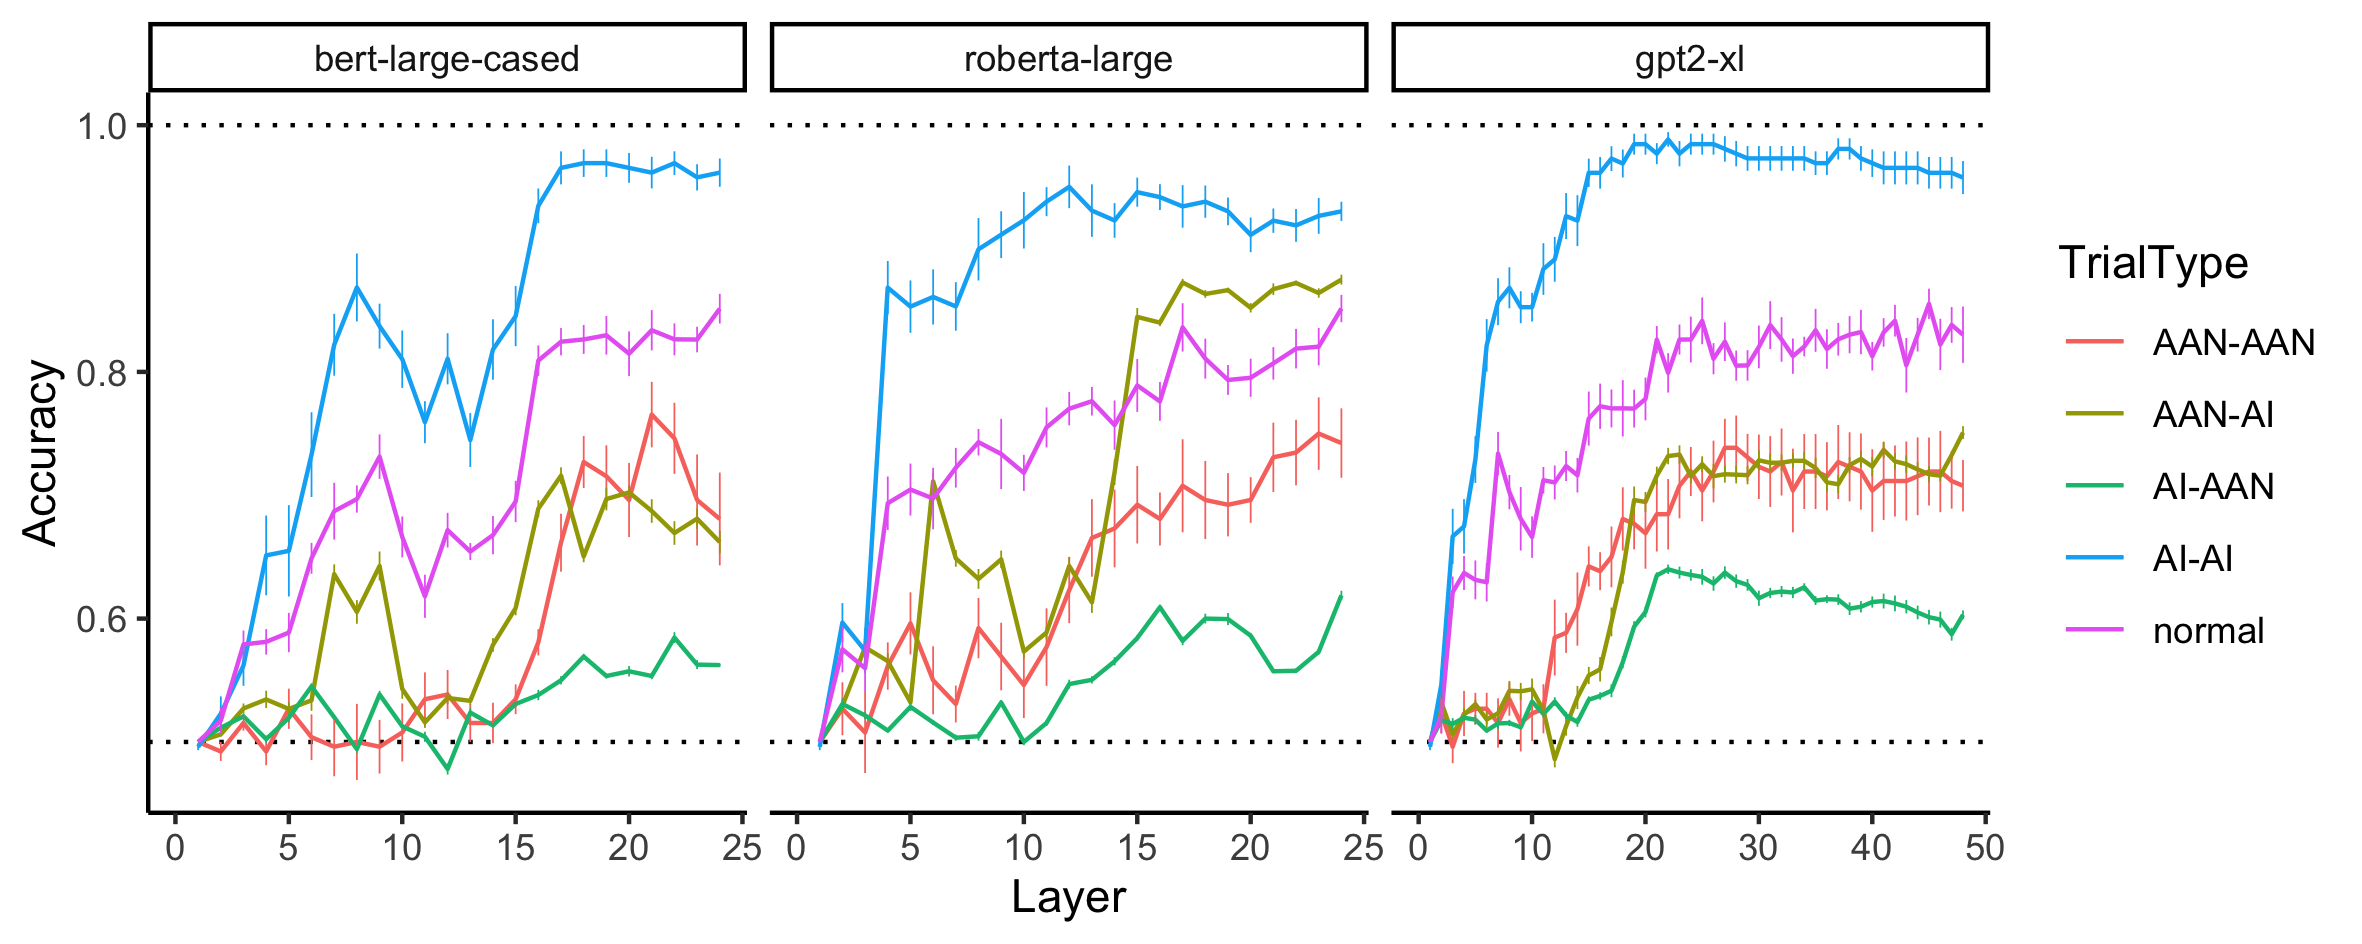 bert-large-cased
roberta-large
gpt2-xl
1.0
0.8
0.6
Accuracy
0 5 10 15 20 25
0 5 10 15 20 25
0 10 20 30 40 50
Layer
TrialType
AAN-AAN
AAN-AI
AI-AAN
AI-AI
normal